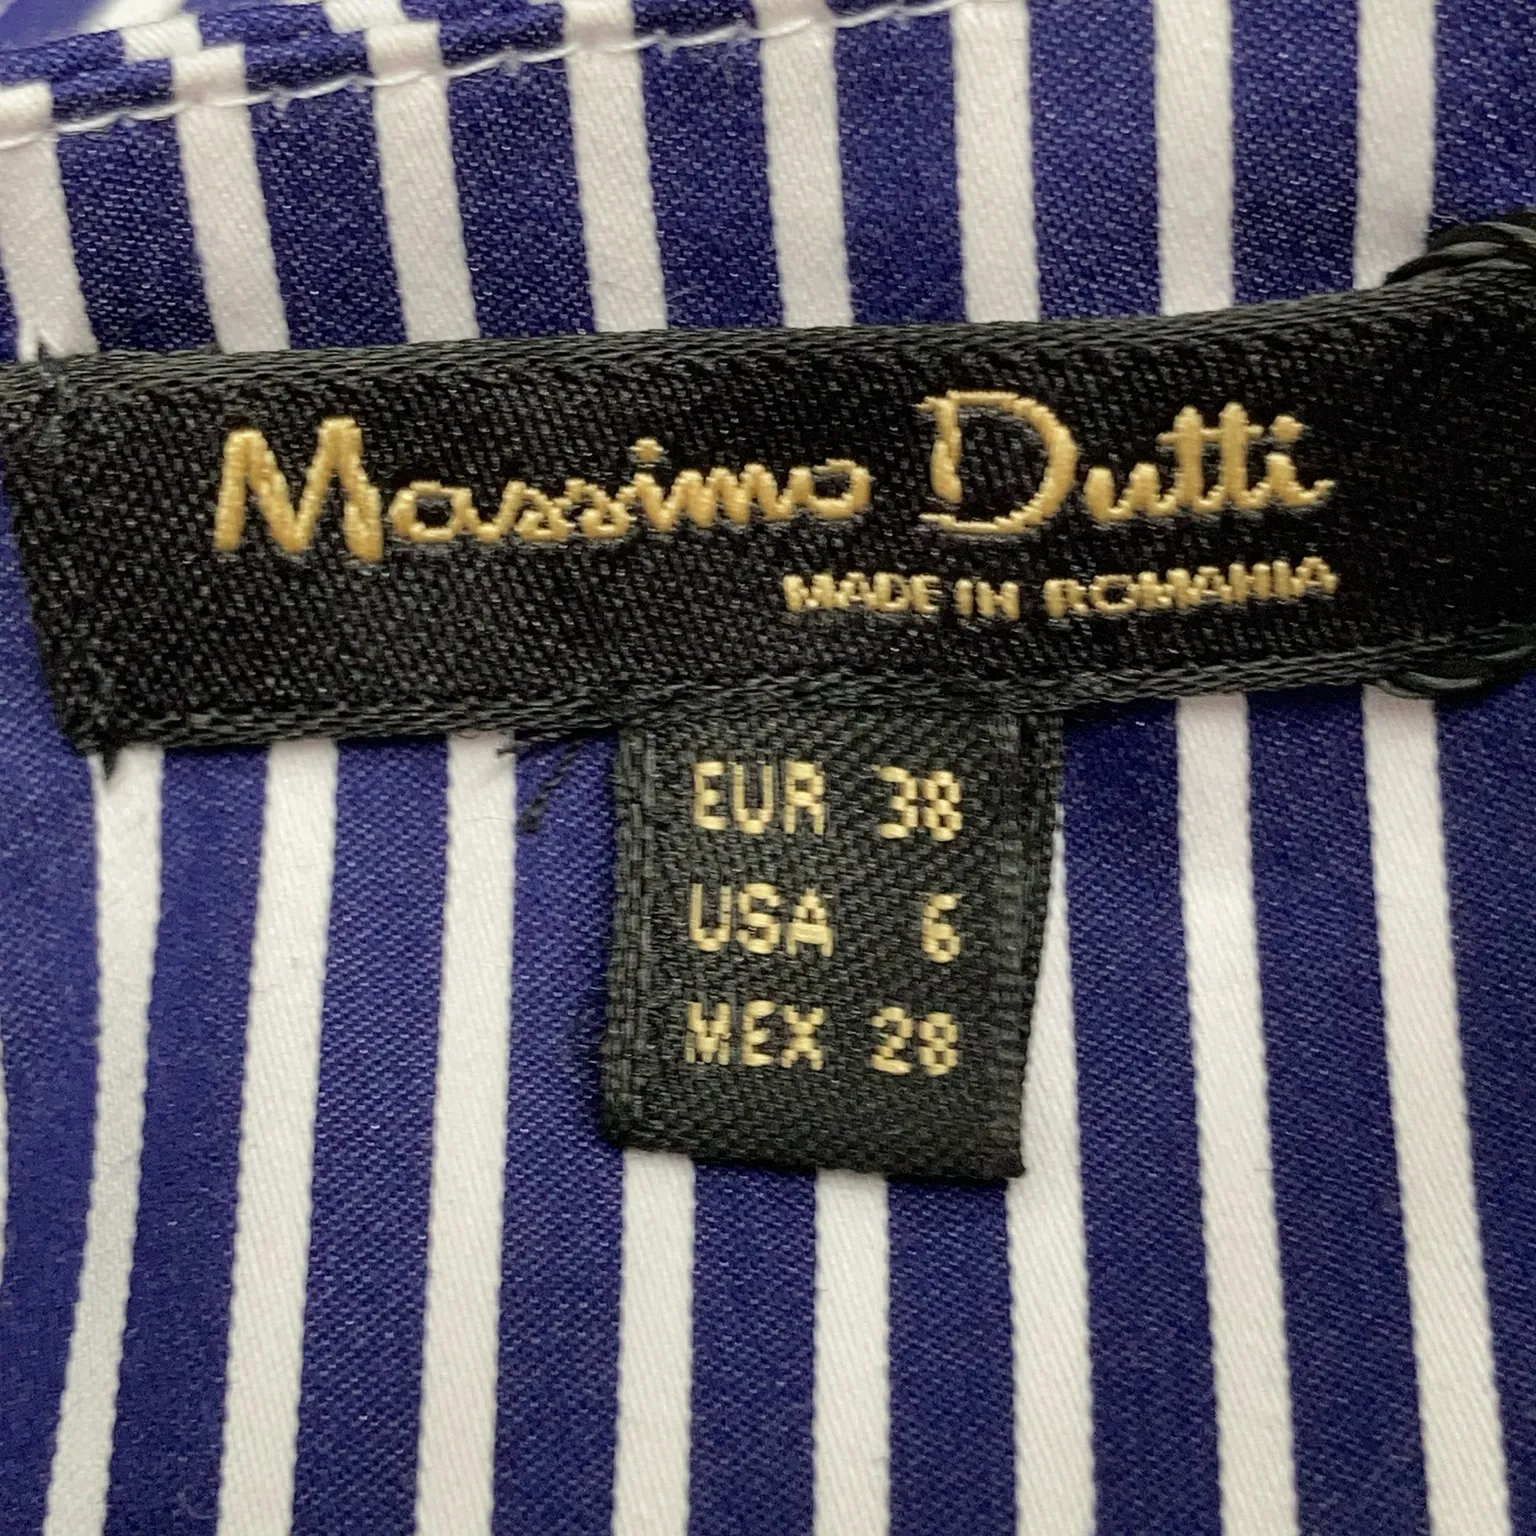 Massimo Dutti
MADE IN ROMANIA
EUR 38
USA 6
MEX 28